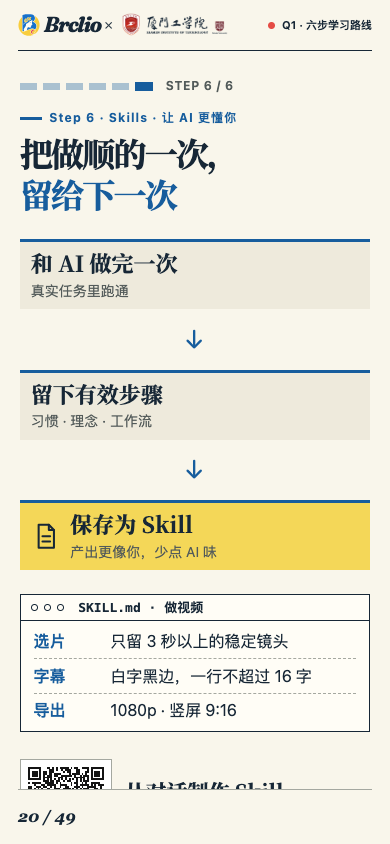 Brclio × 厦门工学院
XIAMEN INSTITUTE OF TECHNOLOGY
Q1 · 六步学习路线
STEP 6 / 6
Step 6 · Skills · 让 AI 更懂你
把做顺的一次，
留给下一次
和 AI 做完一次
真实任务里跑通
↓
留下有效步骤
习惯 · 理念 · 工作流
↓
保存为 Skill
产出更像你，少点 AI 味
SKILL.md · 做视频
选片 只留 3 秒以上的稳定镜头
字幕 白字黑边，一行不超过 16 字
导出 1080p · 竖屏 9:16
20 / 49